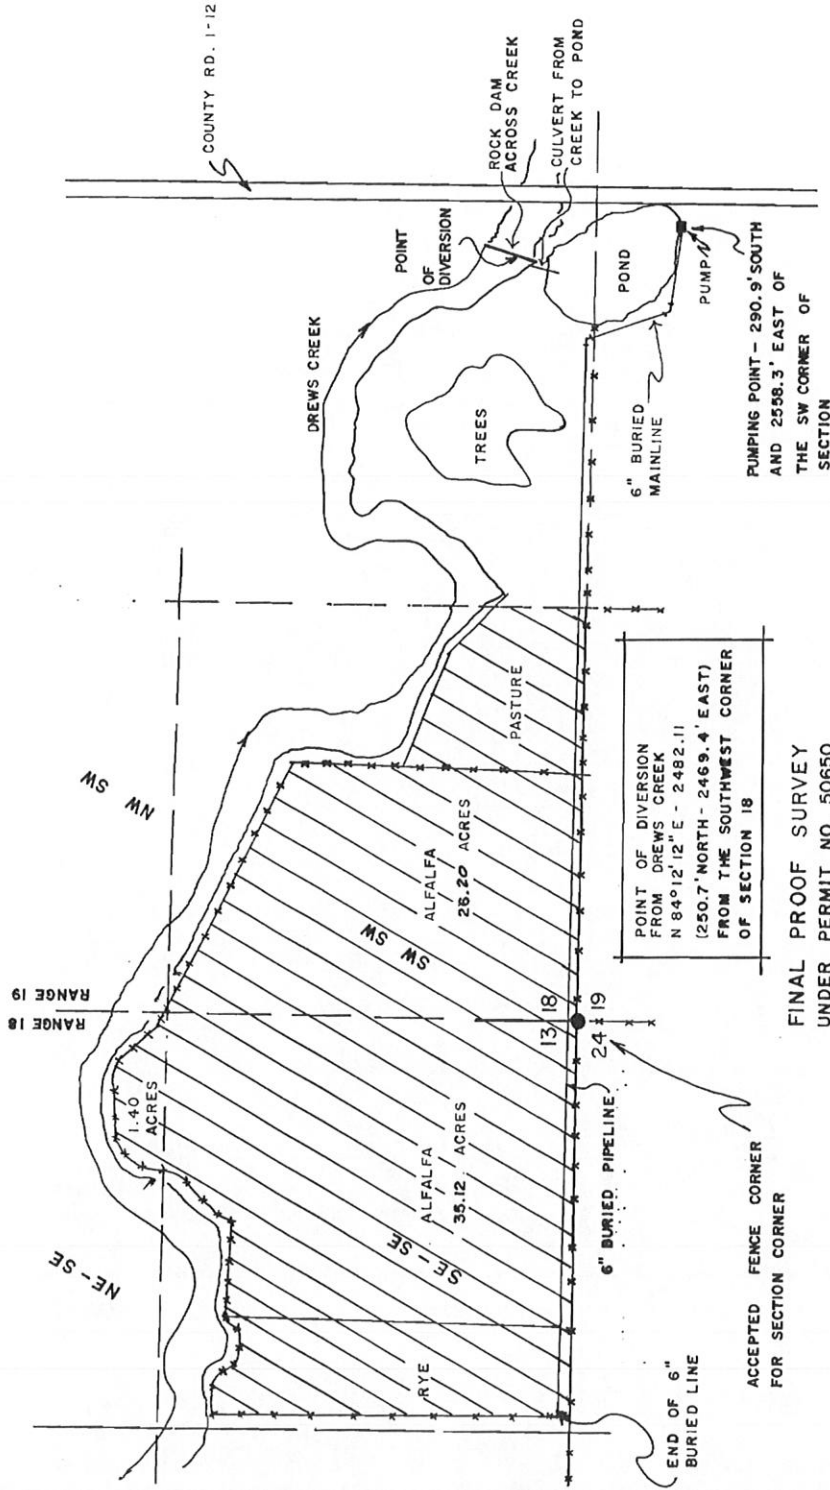 COUNTY RD. 1-12
ROCK DAM
ACROSS CREEK
CULVERT FROM
CREEK TO POND
POINT
OF
DIVERSION
DREWS CREEK
POND
PUMP
TREES
6" BURIED
MAINLINE
PUMPING POINT - 290.9' SOUTH
AND 2558.3' EAST OF
THE SW CORNER OF
SECTION
NW
SW
PASTURE
RANGE 19
RANGE 18
ALFALFA
26.20 ACRES
SW SW
POINT OF DIVERSION
FROM DREWS CREEK
N 84°12'12" E - 2482.11
(250.7' NORTH - 2469.4' EAST)
FROM THE SOUTHWEST CORNER
OF SECTION 18
13 18
24 19
1.40
ACRES
ALFALFA
35.12 ACRES
NE-SE
SE-SE
6" BURIED PIPELINE
RYE
END OF 6"
BURIED LINE
ACCEPTED FENCE CORNER
FOR SECTION CORNER
FINAL PROOF SURVEY
UNDER PERMIT NO. 50650